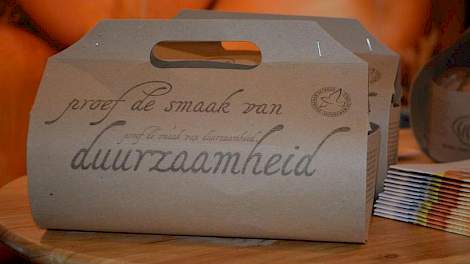 proef de smaak van
proef de smaak van duurzaamheid
duurzaamheid